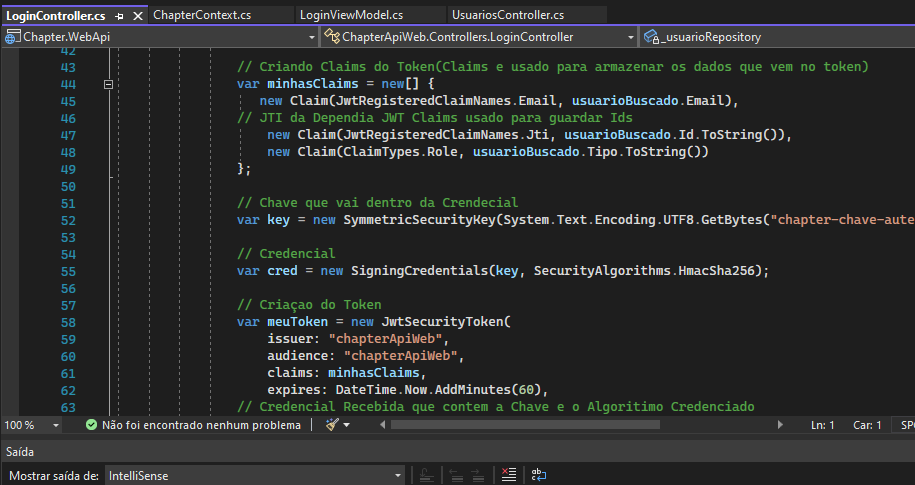 LoginController.cs ChapterContext.cs LoginViewModel.cs UsuariosController.cs
Chapter.WebApi ChapterApiWeb.Controllers.LoginController _usuarioRepository
42
43 // Criando Claims do Token(Claims e usado para armazenar os dados que vem no token)
44 var minhasClaims = new[] {
45 new Claim(JwtRegisteredClaimNames.Email, usuarioBuscado.Email),
46 // JTI da Dependia JWT Claims usado para guardar Ids
47 new Claim(JwtRegisteredClaimNames.Jti, usuarioBuscado.Id.ToString()),
48 new Claim(ClaimTypes.Role, usuarioBuscado.Tipo.ToString())
49 };
50
51 // Chave que vai dentro da Crendecial
52 var key = new SymmetricSecurityKey(System.Text.Encoding.UTF8.GetBytes("chapter-chave-aute
53
54 // Credencial
55 var cred = new SigningCredentials(key, SecurityAlgorithms.HmacSha256);
56
57 // Criaçao do Token
58 var meuToken = new JwtSecurityToken(
59 issuer: "chapterApiWeb",
60 audience: "chapterApiWeb",
61 claims: minhasClaims,
62 expires: DateTime.Now.AddMinutes(60),
63 // Credencial Recebida que contem a Chave e o Algoritimo Credenciado
100 % Não foi encontrado nenhum problema Ln: 1 Car: 1 SPC
Saída
Mostrar saída de: IntelliSense